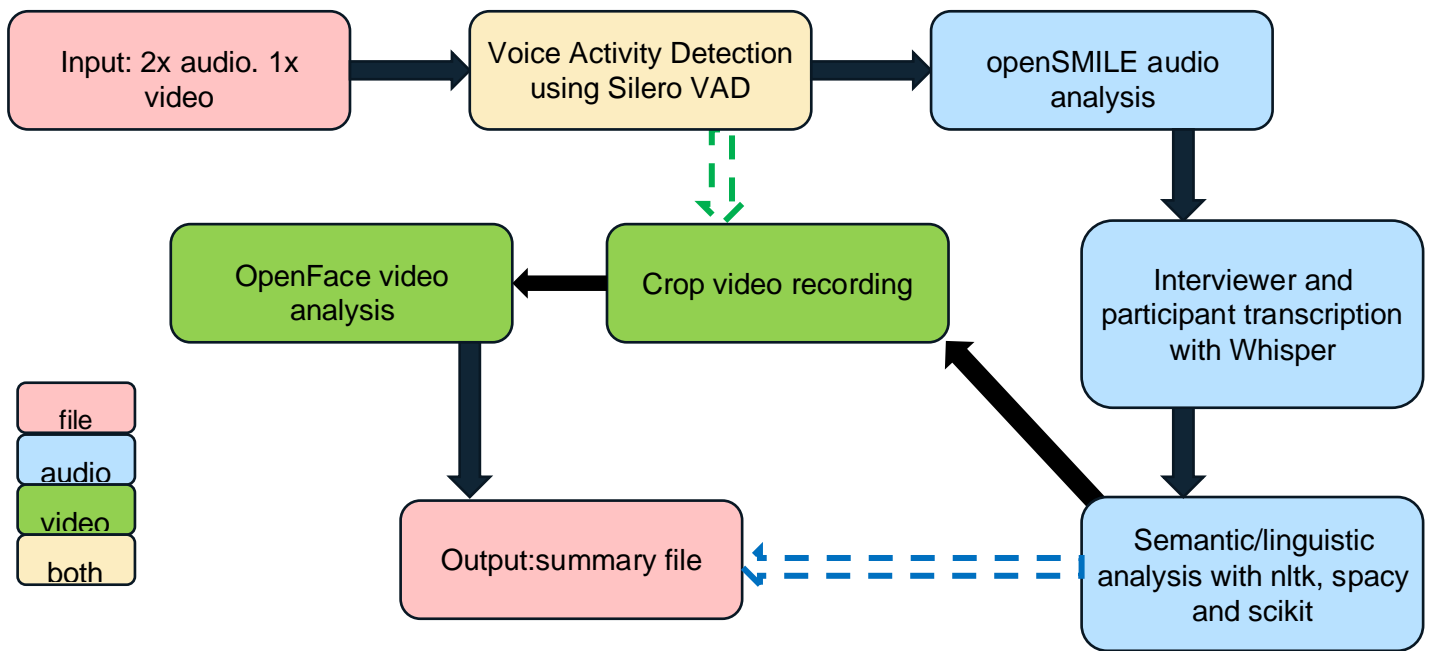 Input: 2x audio. 1x
video
Voice Activity Detection
using Silero VAD
openSMILE audio
analysis
OpenFace video
analysis
Crop video recording
Interviewer and
participant transcription
with Whisper
file
audio
video
both
Output:summary file
Semantic/linguistic
analysis with nltk, spacy
and scikit